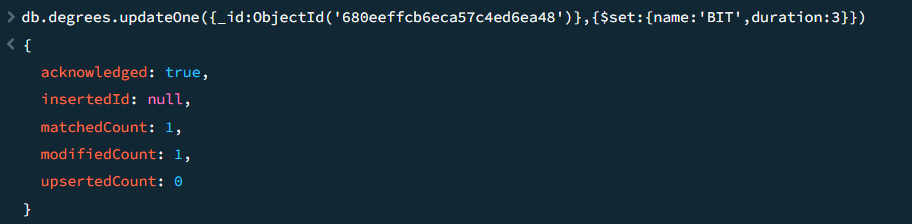 > db.degrees.updateOne({_id:ObjectId('680eeffcb6eca57c4ed6ea48')},{$set:{name:'BIT',duration:3}})
< {
acknowledged: true,
insertedId: null,
matchedCount: 1,
modifiedCount: 1,
upsertedCount: 0
}